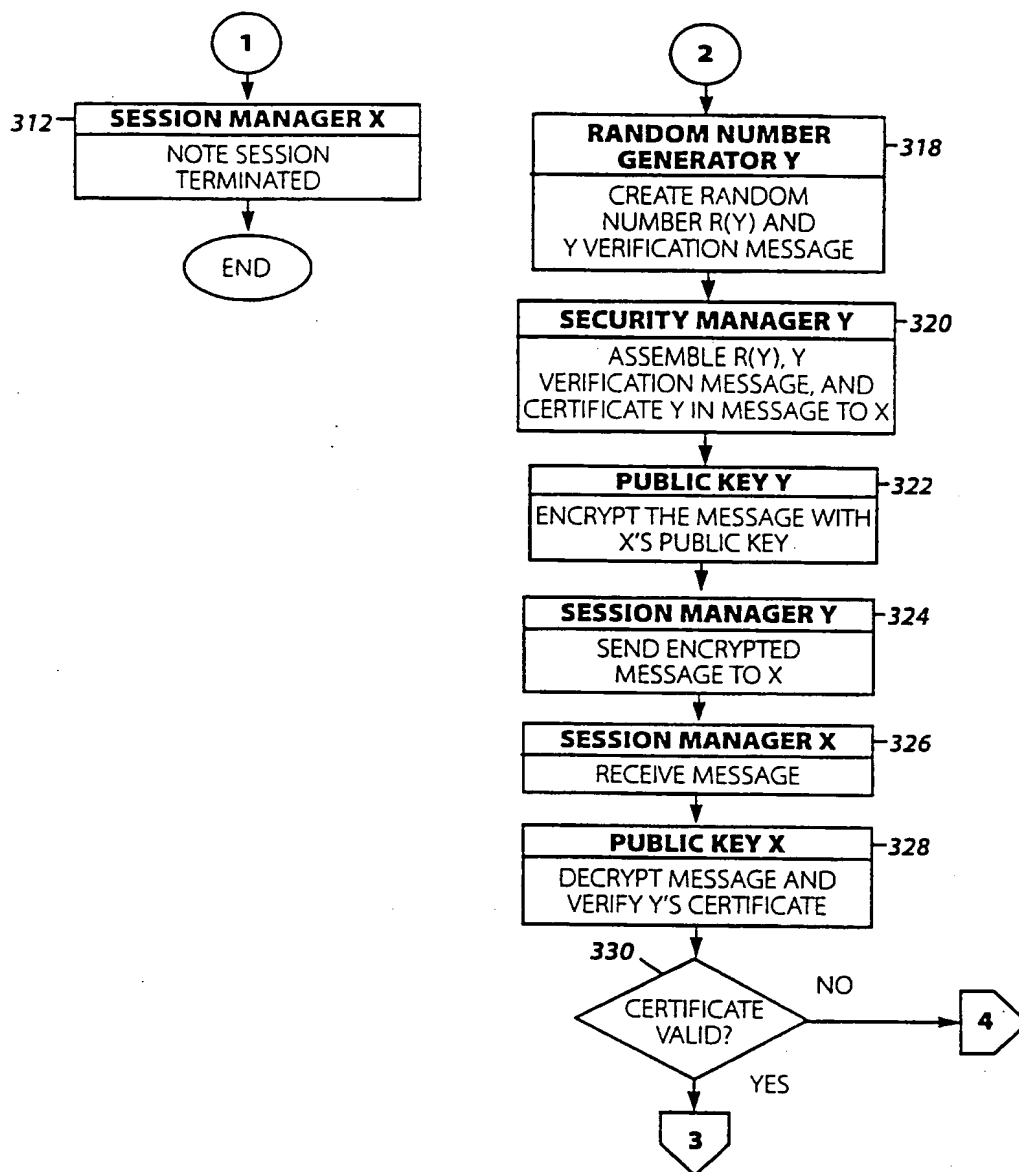 1
312
SESSION MANAGER X
NOTE SESSION
TERMINATED
END
2
RANDOM NUMBER
GENERATOR Y
318
CREATE RANDOM
NUMBER R(Y) AND
Y VERIFICATION MESSAGE
SECURITY MANAGER Y
320
ASSEMBLE R(Y), Y
VERIFICATION MESSAGE, AND
CERTIFICATE Y IN MESSAGE TO X
PUBLIC KEY Y
322
ENCRYPT THE MESSAGE WITH
X'S PUBLIC KEY
SESSION MANAGER Y
324
SEND ENCRYPTED
MESSAGE TO X
SESSION MANAGER X
326
RECEIVE MESSAGE
PUBLIC KEY X
328
DECRYPT MESSAGE AND
VERIFY Y'S CERTIFICATE
330
CERTIFICATE
VALID?
NO
4
YES
3